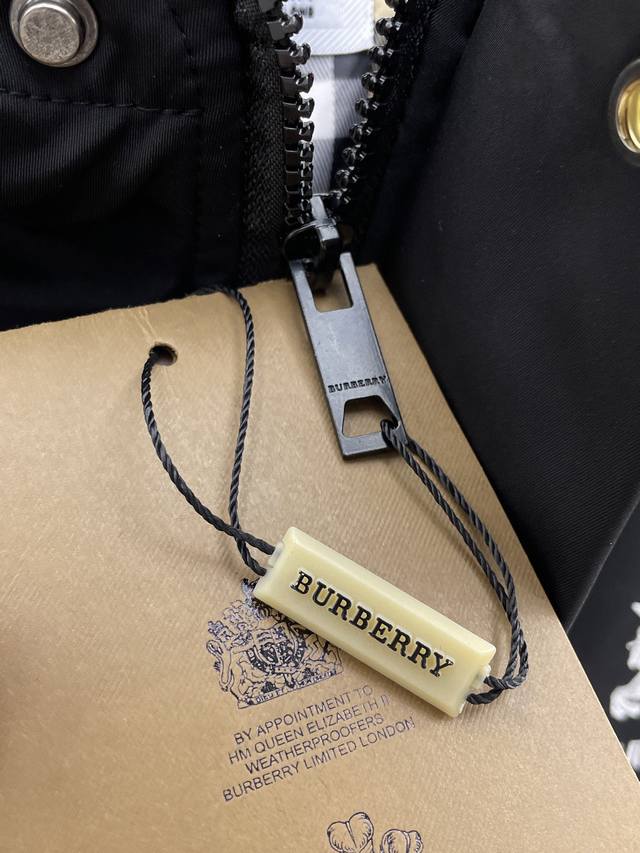 BURBERRY
BURBERRY
BY APPOINTMENT TO
HM QUEEN ELIZABETH II
WEATHERPROOFERS
BURBERRY LIMITED LONDON